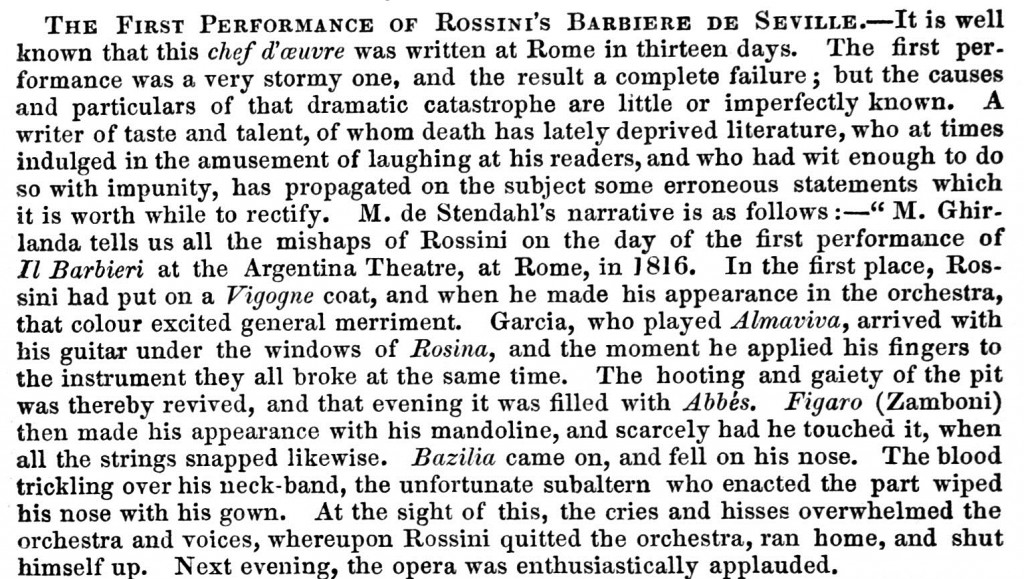 The First Performance of Rossini's Barbiere de Seville.—It is well
known that this chef d'œuvre was written at Rome in thirteen days. The first per-
formance was a very stormy one, and the result a complete failure; but the causes
and particulars of that dramatic catastrophe are little or imperfectly known. A
writer of taste and talent, of whom death has lately deprived literature, who at times
indulged in the amusement of laughing at his readers, and who had wit enough to do
so with impunity, has propagated on the subject some erroneous statements which
it is worth while to rectify. M. de Stendahl's narrative is as follows:—“ M. Ghir-
landa tells us all the mishaps of Rossini on the day of the first performance of
Il Barbieri at the Argentina Theatre, at Rome, in 1816. In the first place, Ros-
sini had put on a Vigogne coat, and when he made his appearance in the orchestra,
that colour excited general merriment. Garcia, who played Almaviva, arrived with
his guitar under the windows of Rosina, and the moment he applied his fingers to
the instrument they all broke at the same time. The hooting and gaiety of the pit
was thereby revived, and that evening it was filled with Abbés. Figaro (Zamboni)
then made his appearance with his mandoline, and scarcely had he touched it, when
all the strings snapped likewise. Bazilia came on, and fell on his nose. The blood
trickling over his neck-band, the unfortunate subaltern who enacted the part wiped
his nose with his gown. At the sight of this, the cries and hisses overwhelmed the
orchestra and voices, whereupon Rossini quitted the orchestra, ran home, and shut
himself up. Next evening, the opera was enthusiastically applauded.